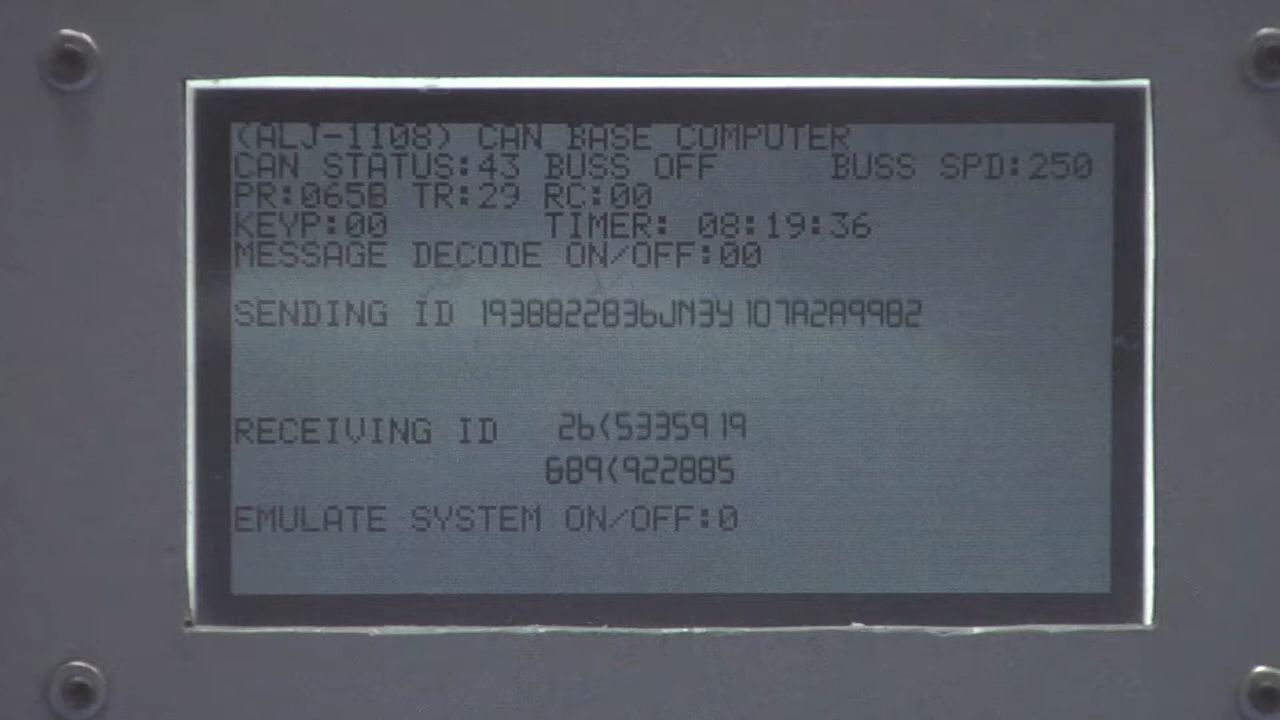 (ALJ-1108) CAN BASE COMPUTER
CAN STATUS:43 BUSS OFF BUSS SPD:250
PR:065B TR:29 RC:00
KEYP:00 TIMER: 08:19:36
MESSAGE DECODE ON/OFF:00
SENDING ID 1938822836JN3Y107A2A9982
RECEIVING ID 26(5335919
689(922885
EMULATE SYSTEM ON/OFF:0